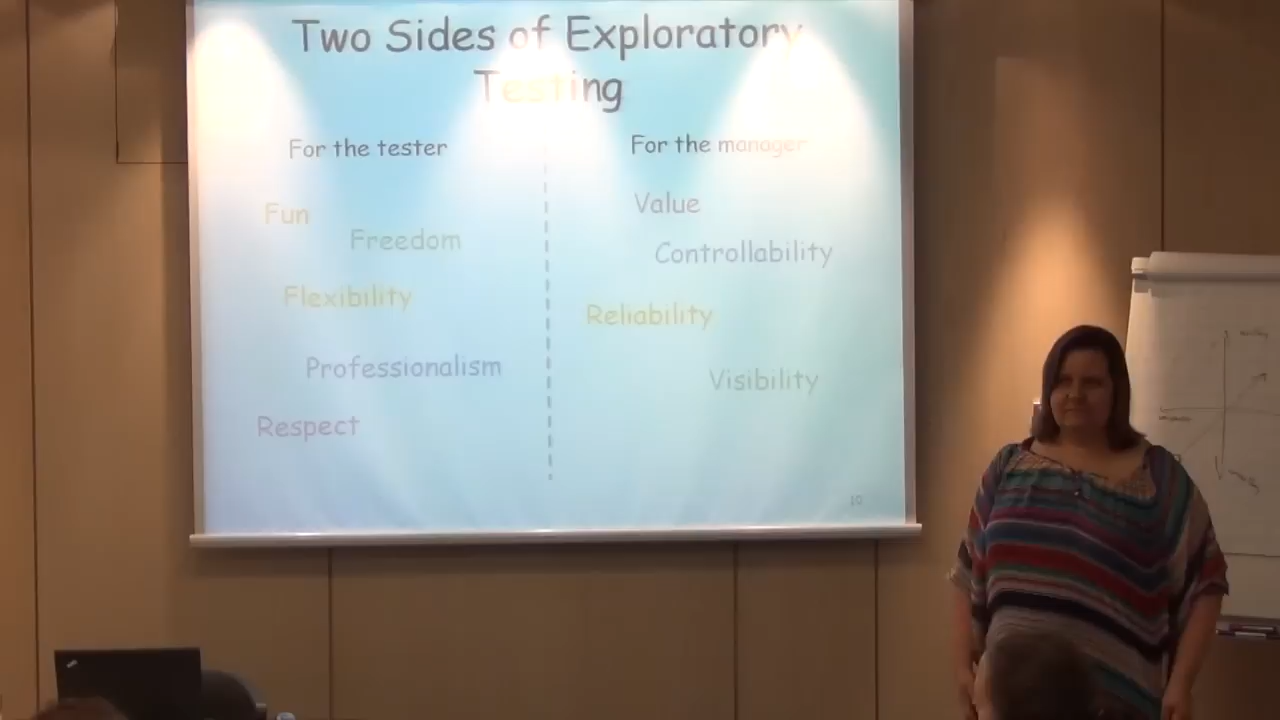 Two Sides of Exploratory
Testing
For the tester
Fun
Freedom
Flexibility
Professionalism
Respect
For the manager
Value
Controllability
Reliability
Visibility
10